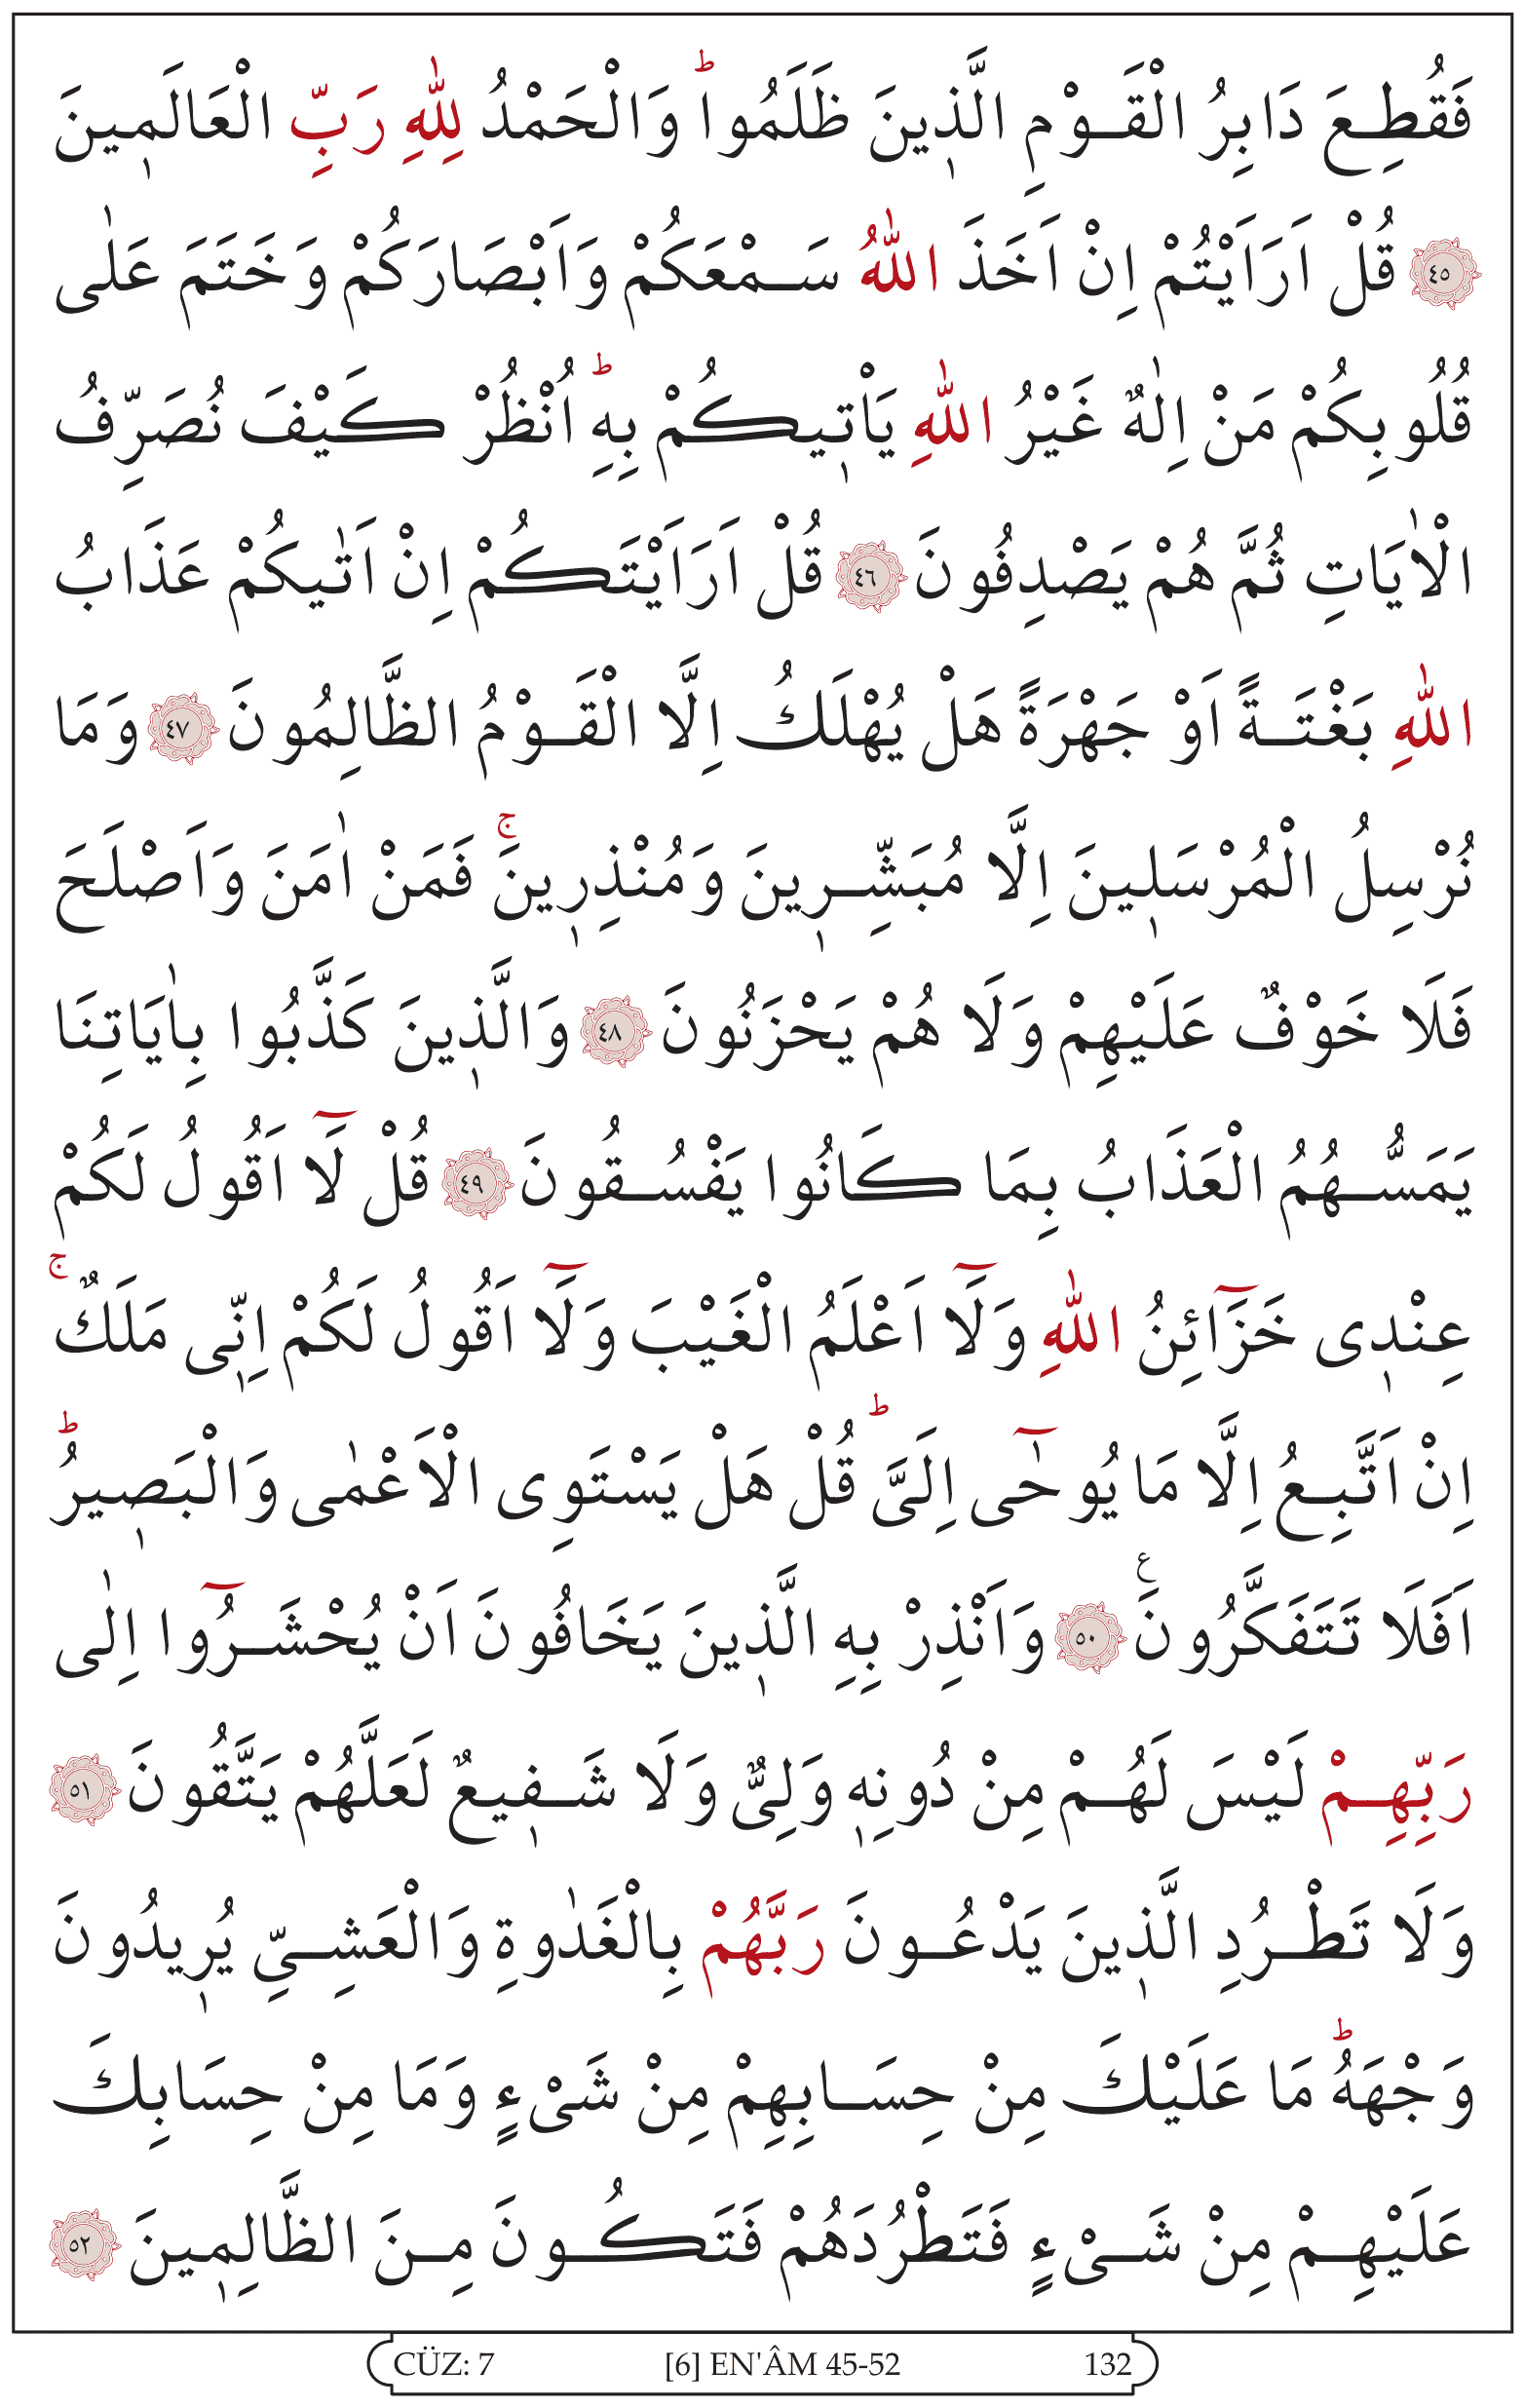 فَقُطِعَ دَابِرُ الْقَوْمِ الَّذ۪ينَ ظَلَمُواۜ وَالْحَمْدُ لِلّٰهِ رَبِّ الْعَالَم۪ينَ
﴿٤٥﴾ قُلْ اَرَاَيْتُمْ اِنْ اَخَذَ اللّٰهُ سَمْعَكُمْ وَاَبْصَارَكُمْ وَخَتَمَ عَلٰى
قُلُوبِكُمْ مَنْ اِلٰهٌ غَيْرُ اللّٰهِ يَأْت۪يكُمْ بِهِۜ اُنْظُرْ كَيْفَ نُصَرِّفُ
الْاٰيَاتِ ثُمَّ هُمْ يَصْدِفُونَ ﴿٤٦﴾ قُلْ اَرَاَيْتَكُمْ اِنْ اَتٰيكُمْ عَذَابُ
اللّٰهِ بَغْتَةً اَوْ جَهْرَةً هَلْ يُهْلَكُ اِلَّا الْقَوْمُ الظَّالِمُونَ ﴿٤٧﴾ وَمَا
نُرْسِلُ الْمُرْسَل۪ينَ اِلَّا مُبَشِّر۪ينَ وَمُنْذِر۪ينَۚ فَمَنْ اٰمَنَ وَاَصْلَحَ
فَلَا خَوْفٌ عَلَيْهِمْ وَلَا هُمْ يَحْزَنُونَ ﴿٤٨﴾ وَالَّذ۪ينَ كَذَّبُوا بِاٰيَاتِنَا
يَمَسُّهُمُ الْعَذَابُ بِمَا كَانُوا يَفْسُقُونَ ﴿٤٩﴾ قُلْ لَٓا اَقُولُ لَكُمْ
عِنْد۪ى خَزَٓائِنُ اللّٰهِ وَلَٓا اَعْلَمُ الْغَيْبَ وَلَٓا اَقُولُ لَكُمْ اِنّ۪ى مَلَكٌۚ
اِنْ اَتَّبِعُ اِلَّا مَا يُوحٰٓى اِلَىَّۜ قُلْ هَلْ يَسْتَوِى الْاَعْمٰى وَالْبَص۪يرُۜ
اَفَلَا تَتَفَكَّرُونَ۟ ﴿٥٠﴾ وَاَنْذِرْ بِهِ الَّذ۪ينَ يَخَافُونَ اَنْ يُحْشَرُٓوا اِلٰى
رَبِّهِمْ لَيْسَ لَهُمْ مِنْ دُونِه۪ وَلِىٌّ وَلَا شَف۪يعٌ لَعَلَّهُمْ يَتَّقُونَ ﴿٥١﴾
وَلَا تَطْرُدِ الَّذ۪ينَ يَدْعُونَ رَبَّهُمْ بِالْغَدٰوةِ وَالْعَشِىِّ يُر۪يدُونَ
وَجْهَهُۜ مَا عَلَيْكَ مِنْ حِسَابِهِمْ مِنْ شَىْءٍ وَمَا مِنْ حِسَابِكَ
عَلَيْهِمْ مِنْ شَىْءٍ فَتَطْرُدَهُمْ فَتَكُونَ مِنَ الظَّالِم۪ينَ ﴿٥٢﴾
CÜZ: 7 [6] EN'ÂM 45-52 132